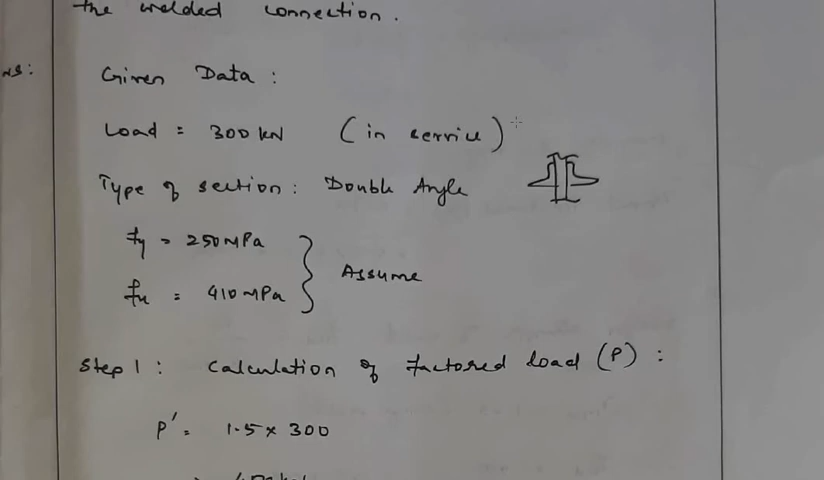 the welded connection.
Ans:
Given Data :
Load = 300 kN (in service)
Type of section : Double Angle
fy = 250 MPa
Assume
fu = 410 MPa
Step 1 : Calculation of factored load (P) :
P' = 1.5 x 300